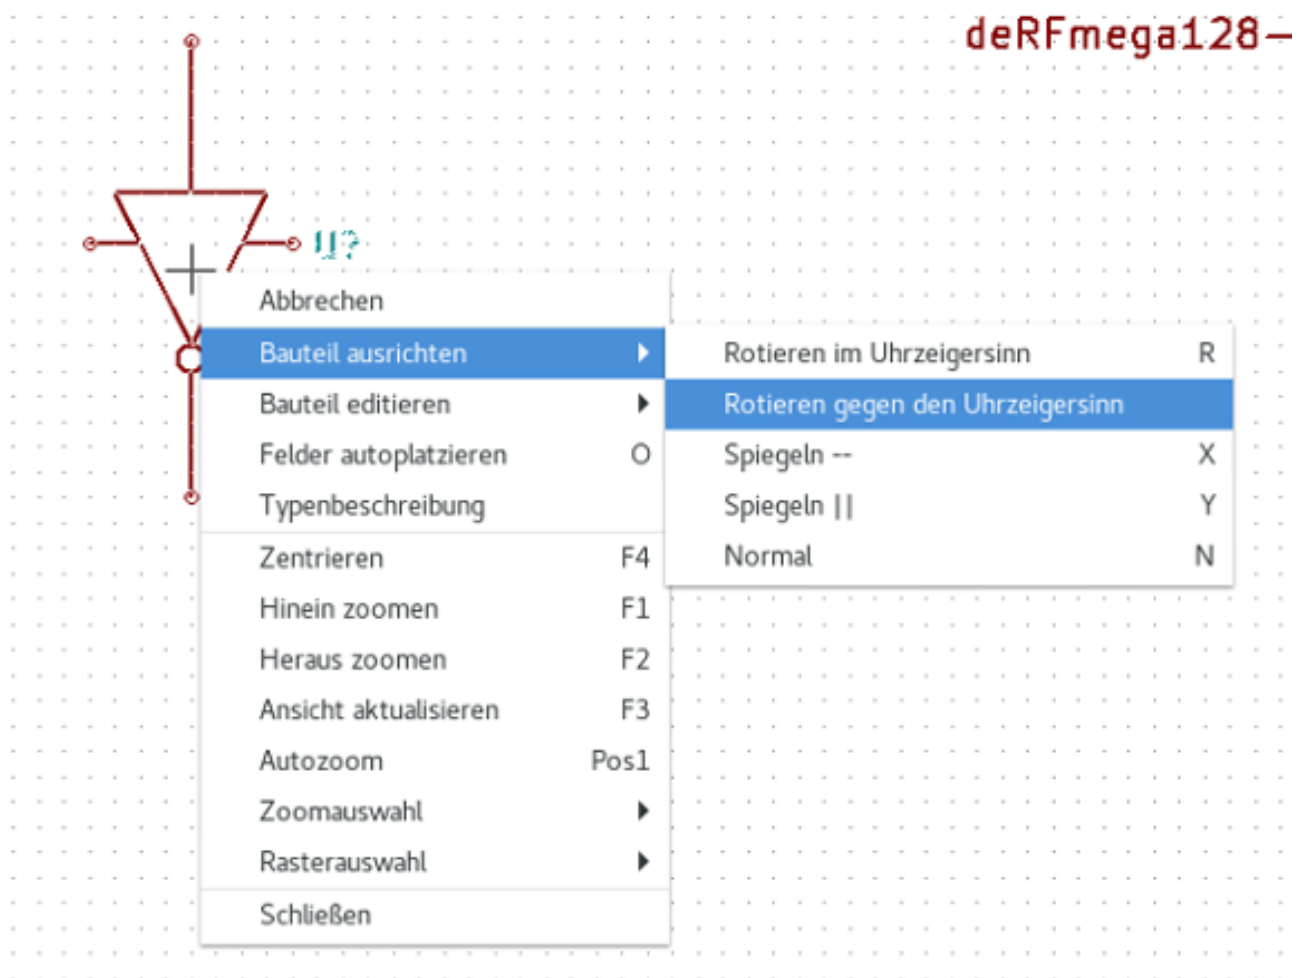 deRFmega128-
U?
Abbrechen
Bauteil ausrichten
Bauteil editieren
Felder autoplatzieren O
Typenbeschreibung
Zentrieren F4
Hinein zoomen F1
Heraus zoomen F2
Ansicht aktualisieren F3
Autozoom Pos1
Zoomauswahl
Rasterauswahl
Schließen
Rotieren im Uhrzeigersinn R
Rotieren gegen den Uhrzeigersinn
Spiegeln -- X
Spiegeln || Y
Normal N